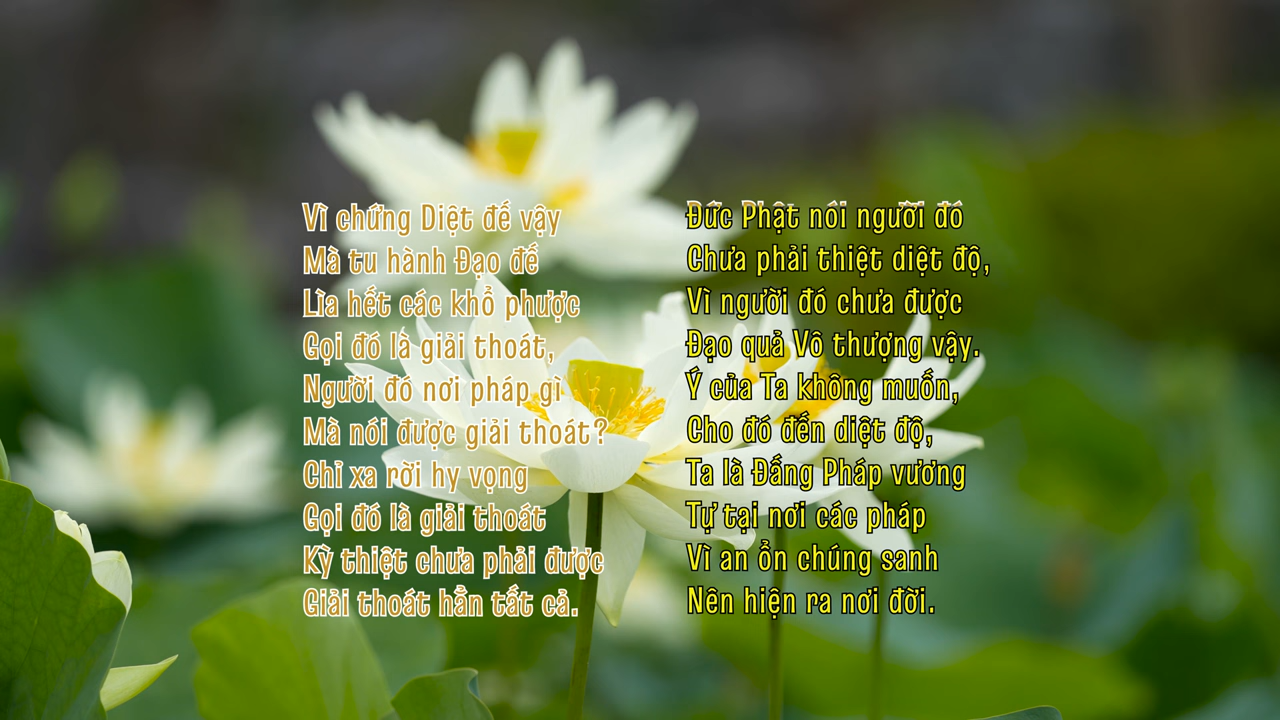 Vì chứng Diệt đế vậy
Mà tu hành Đạo đế
Lìa hết các khổ phược
Gọi đó là giải thoát,
Người đó nơi pháp gì
Mà nói được giải thoát?
Chỉ xa rời hy vọng
Gọi đó là giải thoát
Kỳ thiệt chưa phải được
Giải thoát hẳn tất cả.
Đức Phật nói người đó
Chưa phải thiệt diệt độ,
Vì người đó chưa được
Đạo quả Vô thượng vậy.
Ý của Ta không muốn,
Cho đó đến diệt độ,
Ta là Đấng Pháp vương
Tự tại nơi các pháp
Vì an ổn chúng sanh
Nên hiện ra nơi đời.